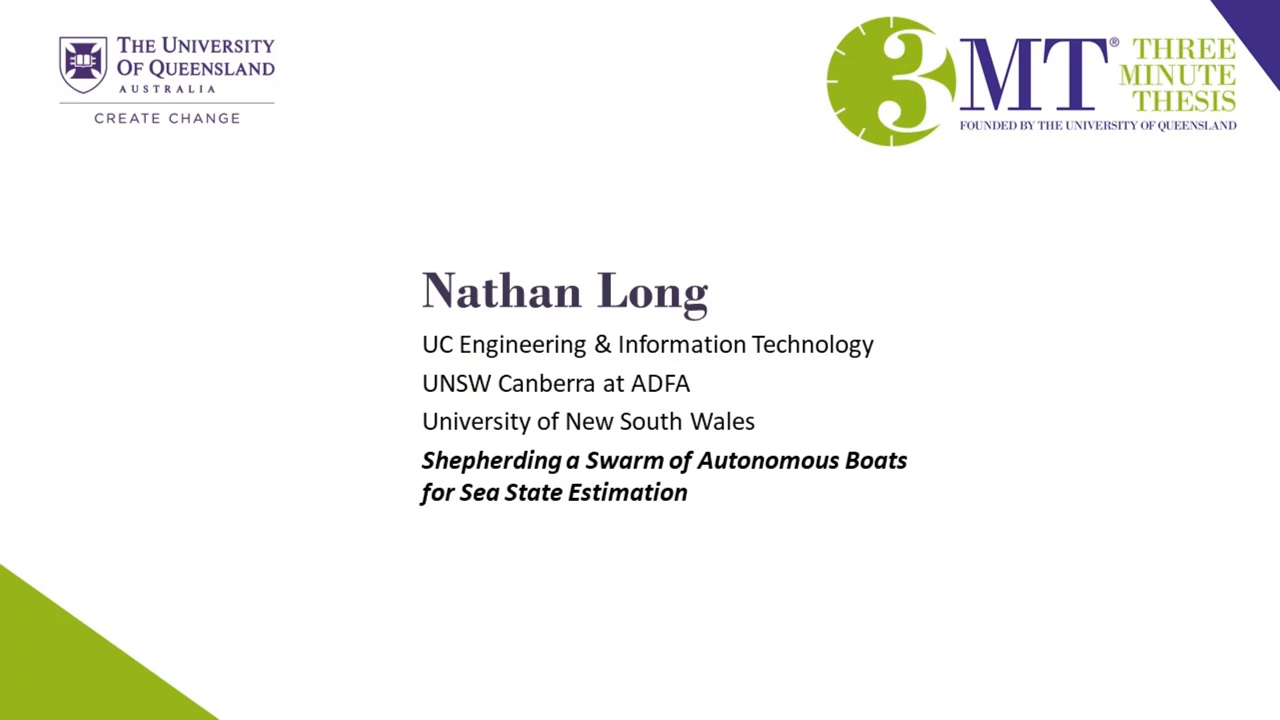 THE UNIVERSITY
OF QUEENSLAND
AUSTRALIA
CREATE CHANGE
3MT® THREE
MINUTE
THESIS
FOUNDED BY THE UNIVERSITY OF QUEENSLAND
Nathan Long
UC Engineering & Information Technology
UNSW Canberra at ADFA
University of New South Wales
Shepherding a Swarm of Autonomous Boats
for Sea State Estimation